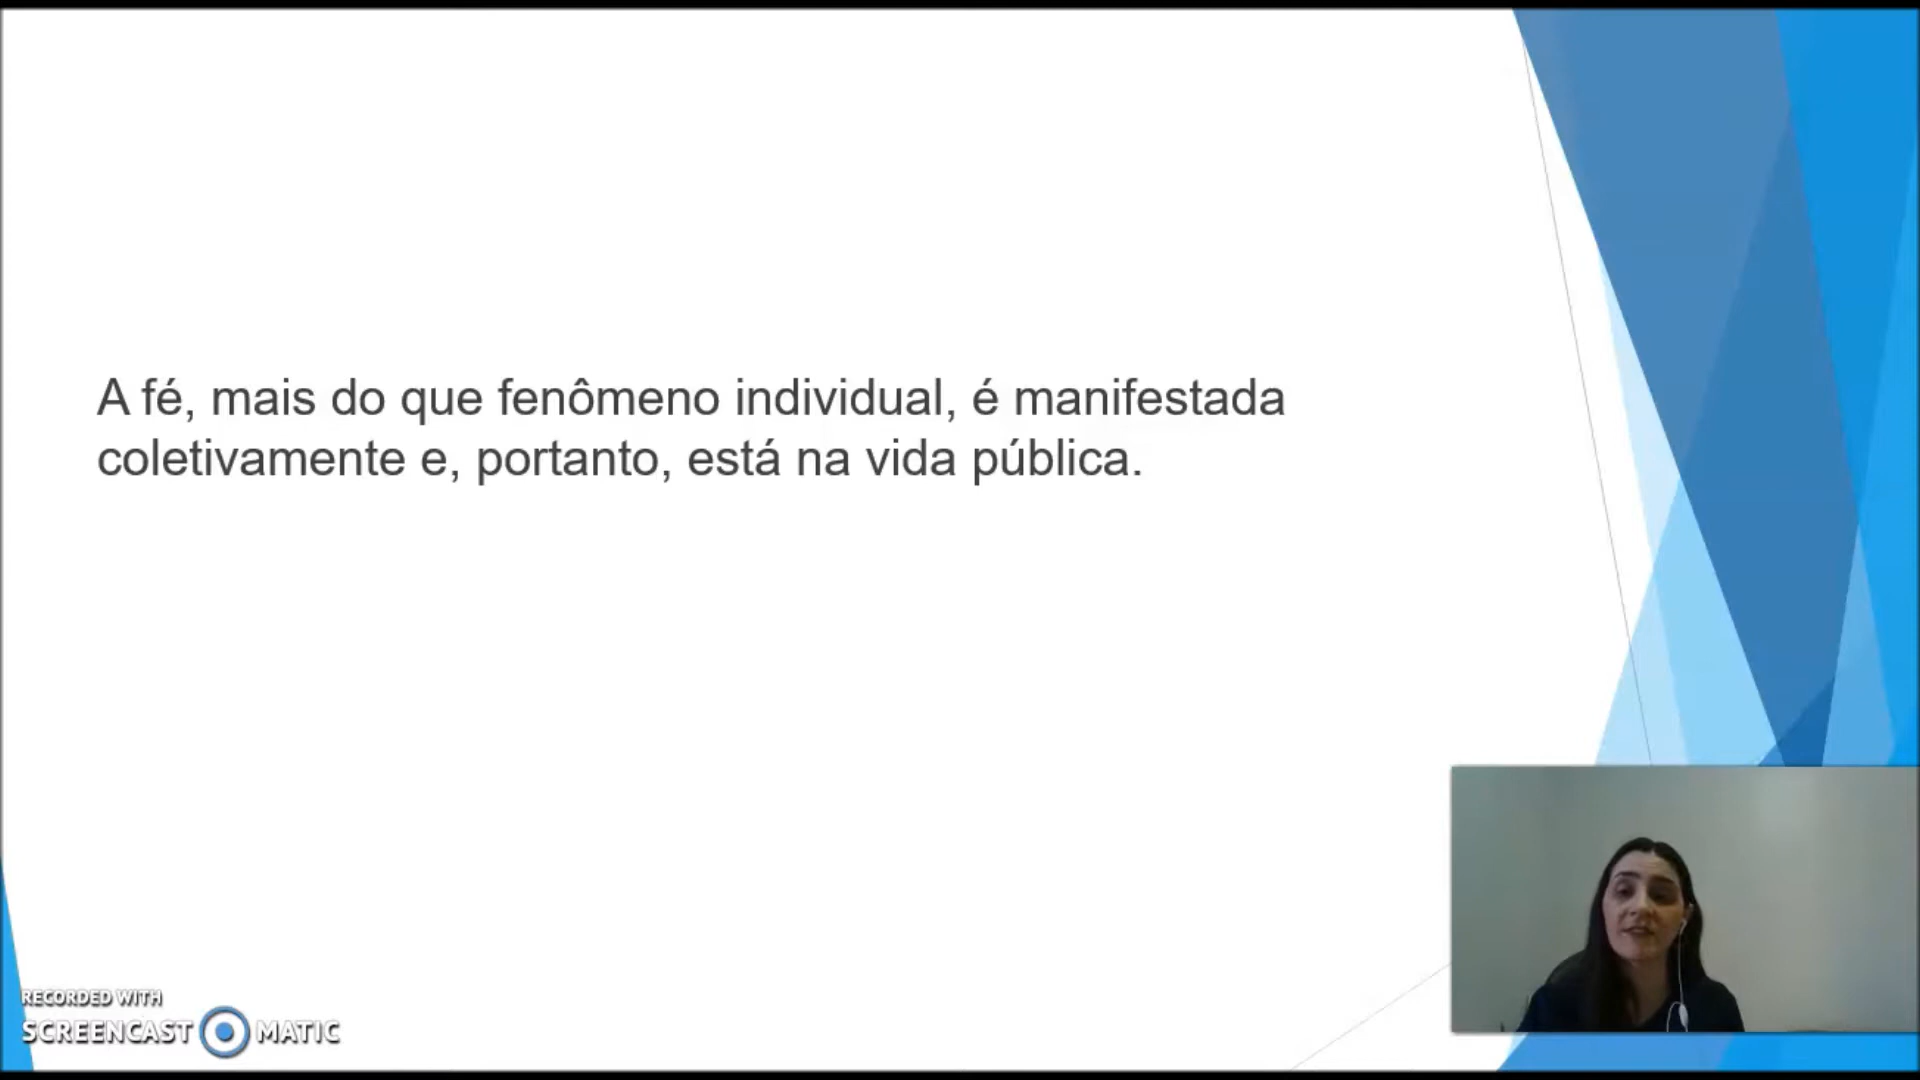 A fé, mais do que fenômeno individual, é manifestada
coletivamente e, portanto, está na vida pública.
RECORDED WITH
SCREENCAST MATIC